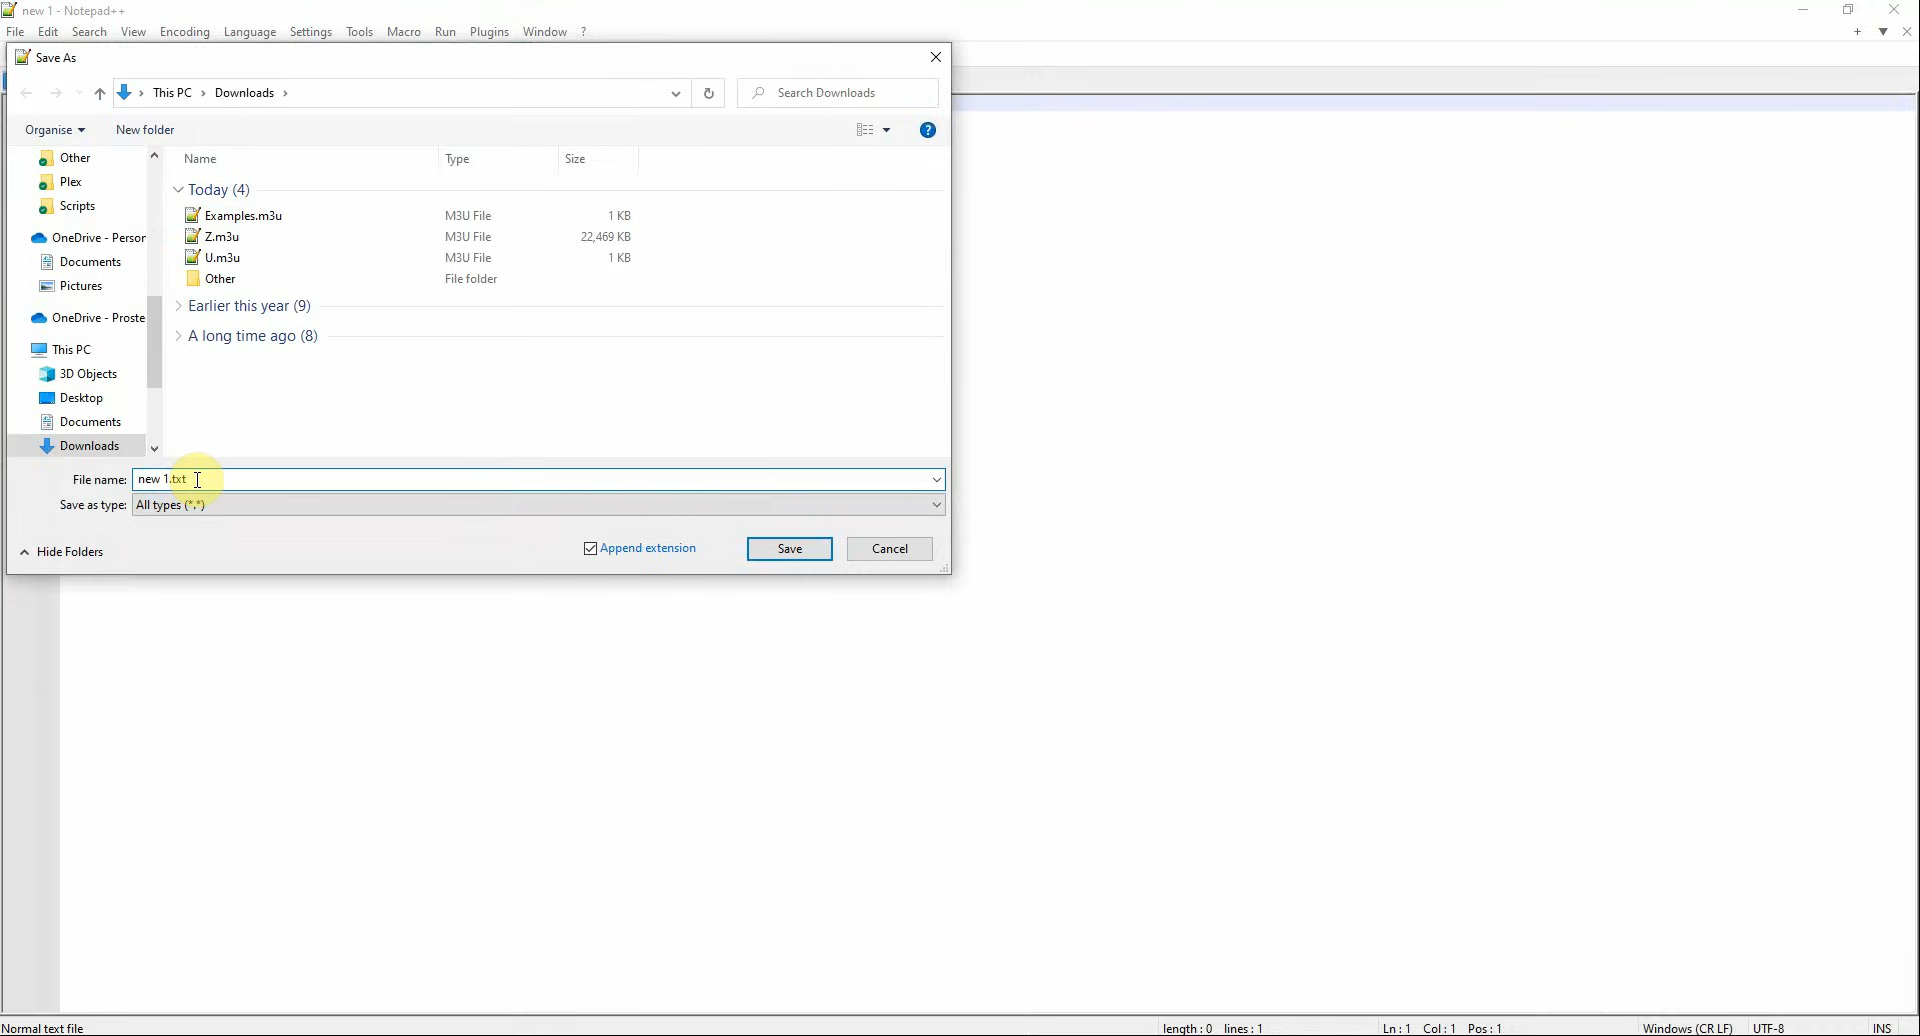 new 1 - Notepad++
File Edit Search View Encoding Language Settings Tools Macro Run Plugins Window ?
Save As
This PC > Downloads >
Search Downloads
Organise New folder
Name Type Size
Other
Plex
Scripts
OneDrive - Person
Documents
Pictures
OneDrive - Proste
This PC
3D Objects
Desktop
Documents
Downloads
Today (4)
Examples.m3u M3U File 1 KB
Z.m3u M3U File 22,469 KB
U.m3u M3U File 1 KB
Other File folder
Earlier this year (9)
A long time ago (8)
File name: new 1.txt
Save as type: All types (*.*)
Hide Folders
Append extension
Save Cancel
Normal text file length : 0 lines : 1 Ln : 1 Col : 1 Pos : 1 Windows (CR LF) UTF-8 INS